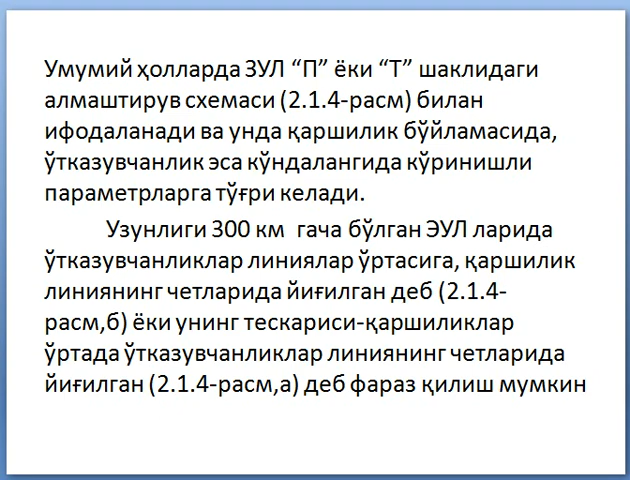 Умумий ҳолларда ЗУЛ “П” ёки “Т” шаклидаги
алмаштирув схемаси (2.1.4-расм) билан
ифодаланади ва унда қаршилик бўйламасида,
ўтказувчанлик эса кўндалангида кўринишли
параметрларга тўғри келади.
Узунлиги 300 км гача бўлган ЭУЛ ларида
ўтказувчанликлар линиялар ўртасига, қаршилик
линиянинг четларида йиғилган деб (2.1.4-
расм,б) ёки унинг тескариси-қаршиликлар
ўртада ўтказувчанликлар линиянинг четларида
йиғилган (2.1.4-расм,а) деб фараз қилиш мумкин